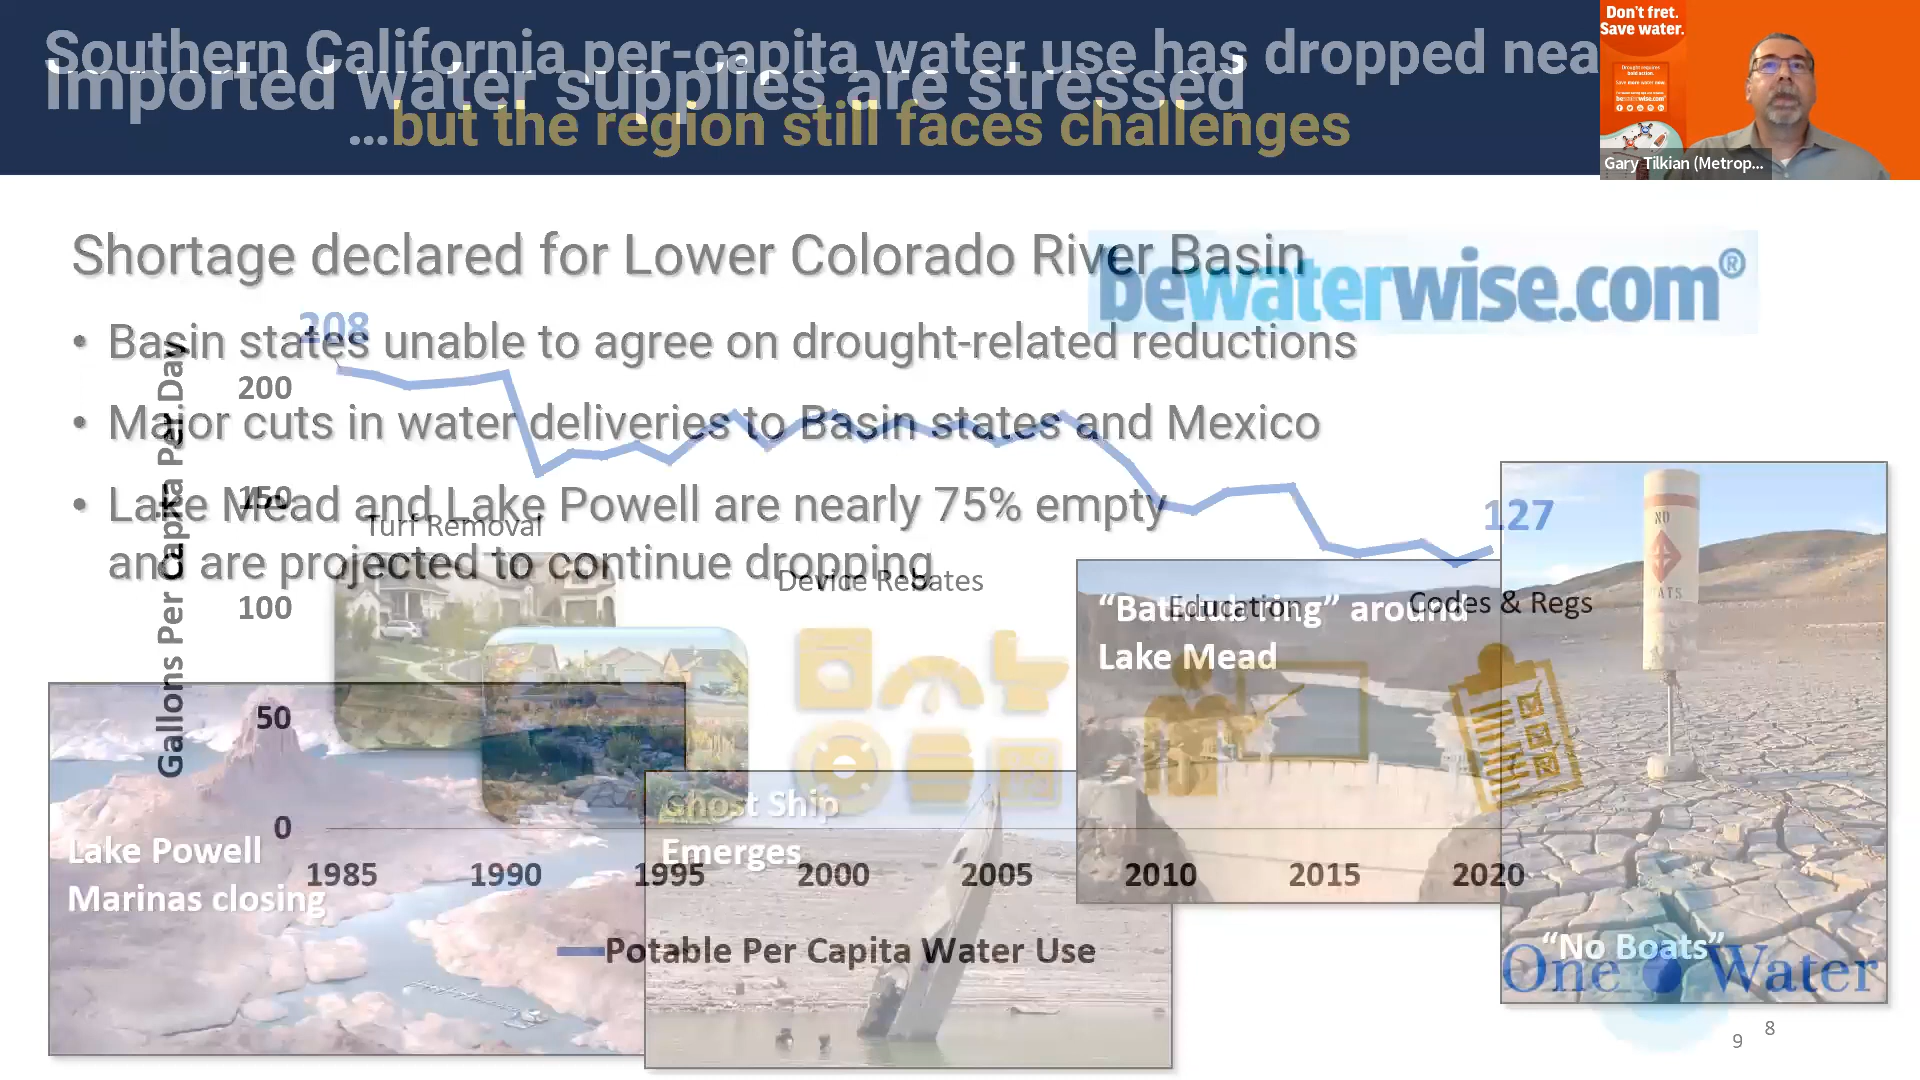 Southern California per-capita water use has dropped nea
Imported water supplies are stressed
...but the region still faces challenges
Don't fret.
Save water.
bewaterwise.com
Gary Tilkian (Metrop...
Shortage declared for Lower Colorado River Basin
bewaterwise.com®
• Basin states unable to agree on drought-related reductions
• Major cuts in water deliveries to Basin states and Mexico
• Lake Mead and Lake Powell are nearly 75% empty
and are projected to continue dropping
Gallons Per Capita Per Day
208
200
150
100
50
0
127
Turf Removal
Device Rebates
Education
Codes & Regs
"Bathtub ring" around
Lake Mead
NO
Ghost Ship
Emerges
Lake Powell
Marinas closing
1985 1990 1995 2000 2005 2010 2015 2020
Potable Per Capita Water Use
"No Boats"
One Water
8
9